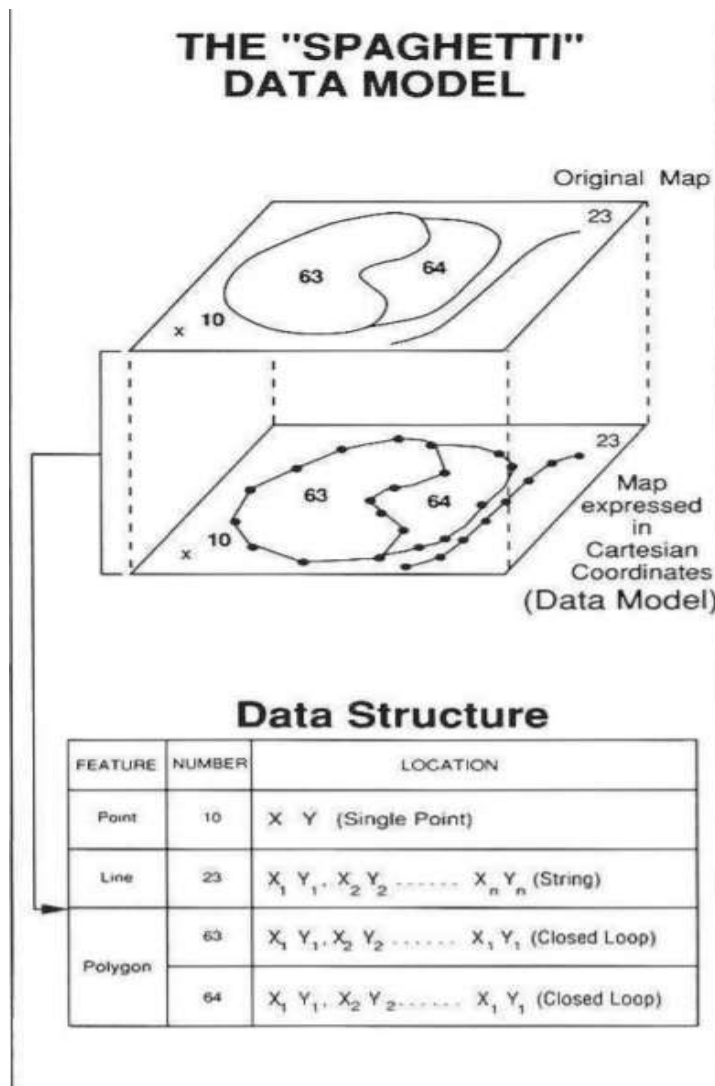 THE "SPAGHETTI"
DATA MODEL
Original Map
23
63
64
10
x
23
63
64
10
x
Map
expressed
in
Cartesian
Coordinates
(Data Model)
Data Structure
FEATURE NUMBER LOCATION
Point 10 X Y (Single Point)
Line 23 X₁ Y₁, X₂ Y₂ ...... Xₙ Yₙ (String)
Polygon 63 X₁ Y₁, X₂ Y₂ ...... X₁ Y₁ (Closed Loop)
64 X₁ Y₁, X₂ Y₂ ...... X₁ Y₁ (Closed Loop)